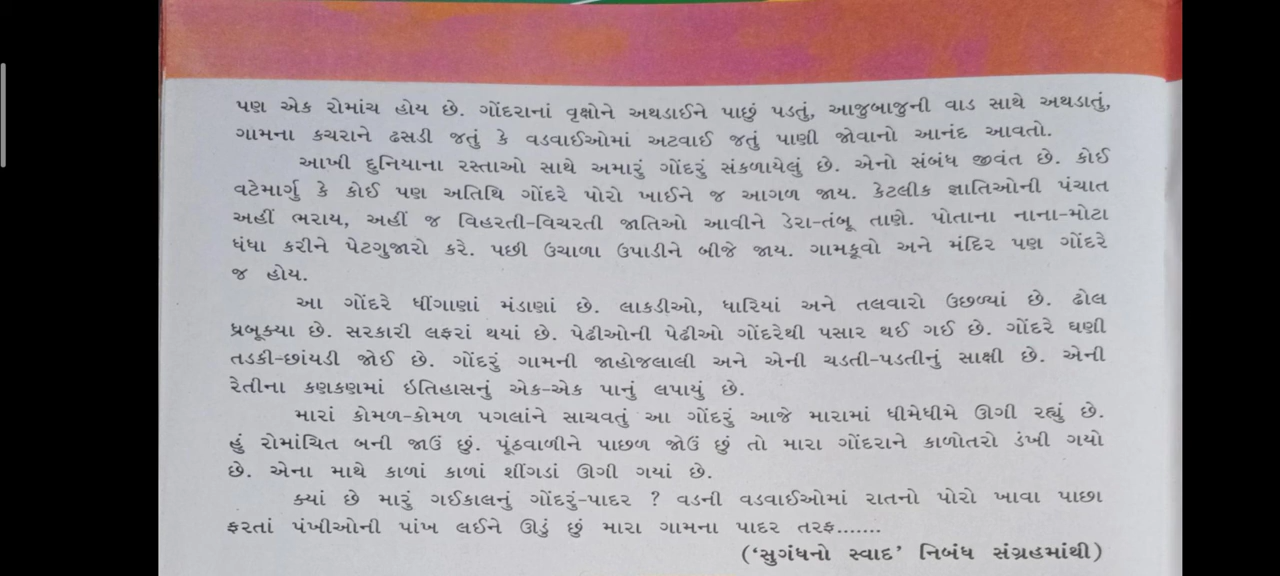 પણ એક રોમાંચ હોય છે. ગોંદરાનાં વૃક્ષોને અથડાઈને પાછું પડતું, આજુબાજુની વાડ સાથે અથડાતું,
ગામના કચરાને ઢસડી જતું કે વડવાઈઓમાં અટવાઈ જતું પાણી જોવાનો આનંદ આવતો.
આખી દુનિયાના રસ્તાઓ સાથે અમારું ગોંદરું સંકળાયેલું છે. એનો સંબંધ જીવંત છે. કોઈ
વટેમાર્ગુ કે કોઈ પણ અતિથિ ગોંદરે પોરો ખાઈને જ આગળ જાય. કેટલીક જ્ઞાતિઓની પંચાત
અહીં ભરાય, અહીં જ વિહરતી-વિચરતી જાતિઓ આવીને ડેરા-તંબૂ તાણે. પોતાના નાના-મોટા
ધંધા કરીને પેટગુજારો કરે. પછી ઉચાળા ઉપાડીને બીજે જાય. ગામકૂવો અને મંદિર પણ ગોંદરે
જ હોય.
આ ગોંદરે ધીંગાણાં મંડાણાં છે. લાકડીઓ, ધારિયાં અને તલવારો ઉછળ્યાં છે. ઢોલ
ધ્રબૂક્યા છે. સરકારી લફરાં થયાં છે. પેઢીઓની પેઢીઓ ગોંદરેથી પસાર થઈ ગઈ છે. ગોંદરે ઘણી
તડકી-છાંયડી જોઈ છે. ગોંદરું ગામની જાહોજલાલી અને એની ચડતી-પડતીનું સાક્ષી છે. એની
રેતીના કણકણમાં ઇતિહાસનું એક-એક પાનું લપાયું છે.
મારાં કોમળ-કોમળ પગલાંને સાચવતું આ ગોંદરું આજે મારામાં ધીમેધીમે ઊગી રહ્યું છે.
હું રોમાંચિત બની જાઉં છું. પૂંઠવાળીને પાછળ જોઉં છું તો મારા ગોંદરાને કાળોતરો ડંખી ગયો
છે. એના માથે કાળાં કાળાં શીંગડાં ઊગી ગયાં છે.
ક્યાં છે મારું ગઈકાલનું ગોંદરું-પાદર ? વડની વડવાઈઓમાં રાતનો પોરો ખાવા પાછા
ફરતાં પંખીઓની પાંખ લઈને ઊડું છું મારા ગામના પાદર તરફ.......
(‘સુગંધનો સ્વાદ’ નિબંધ સંગ્રહમાંથી)